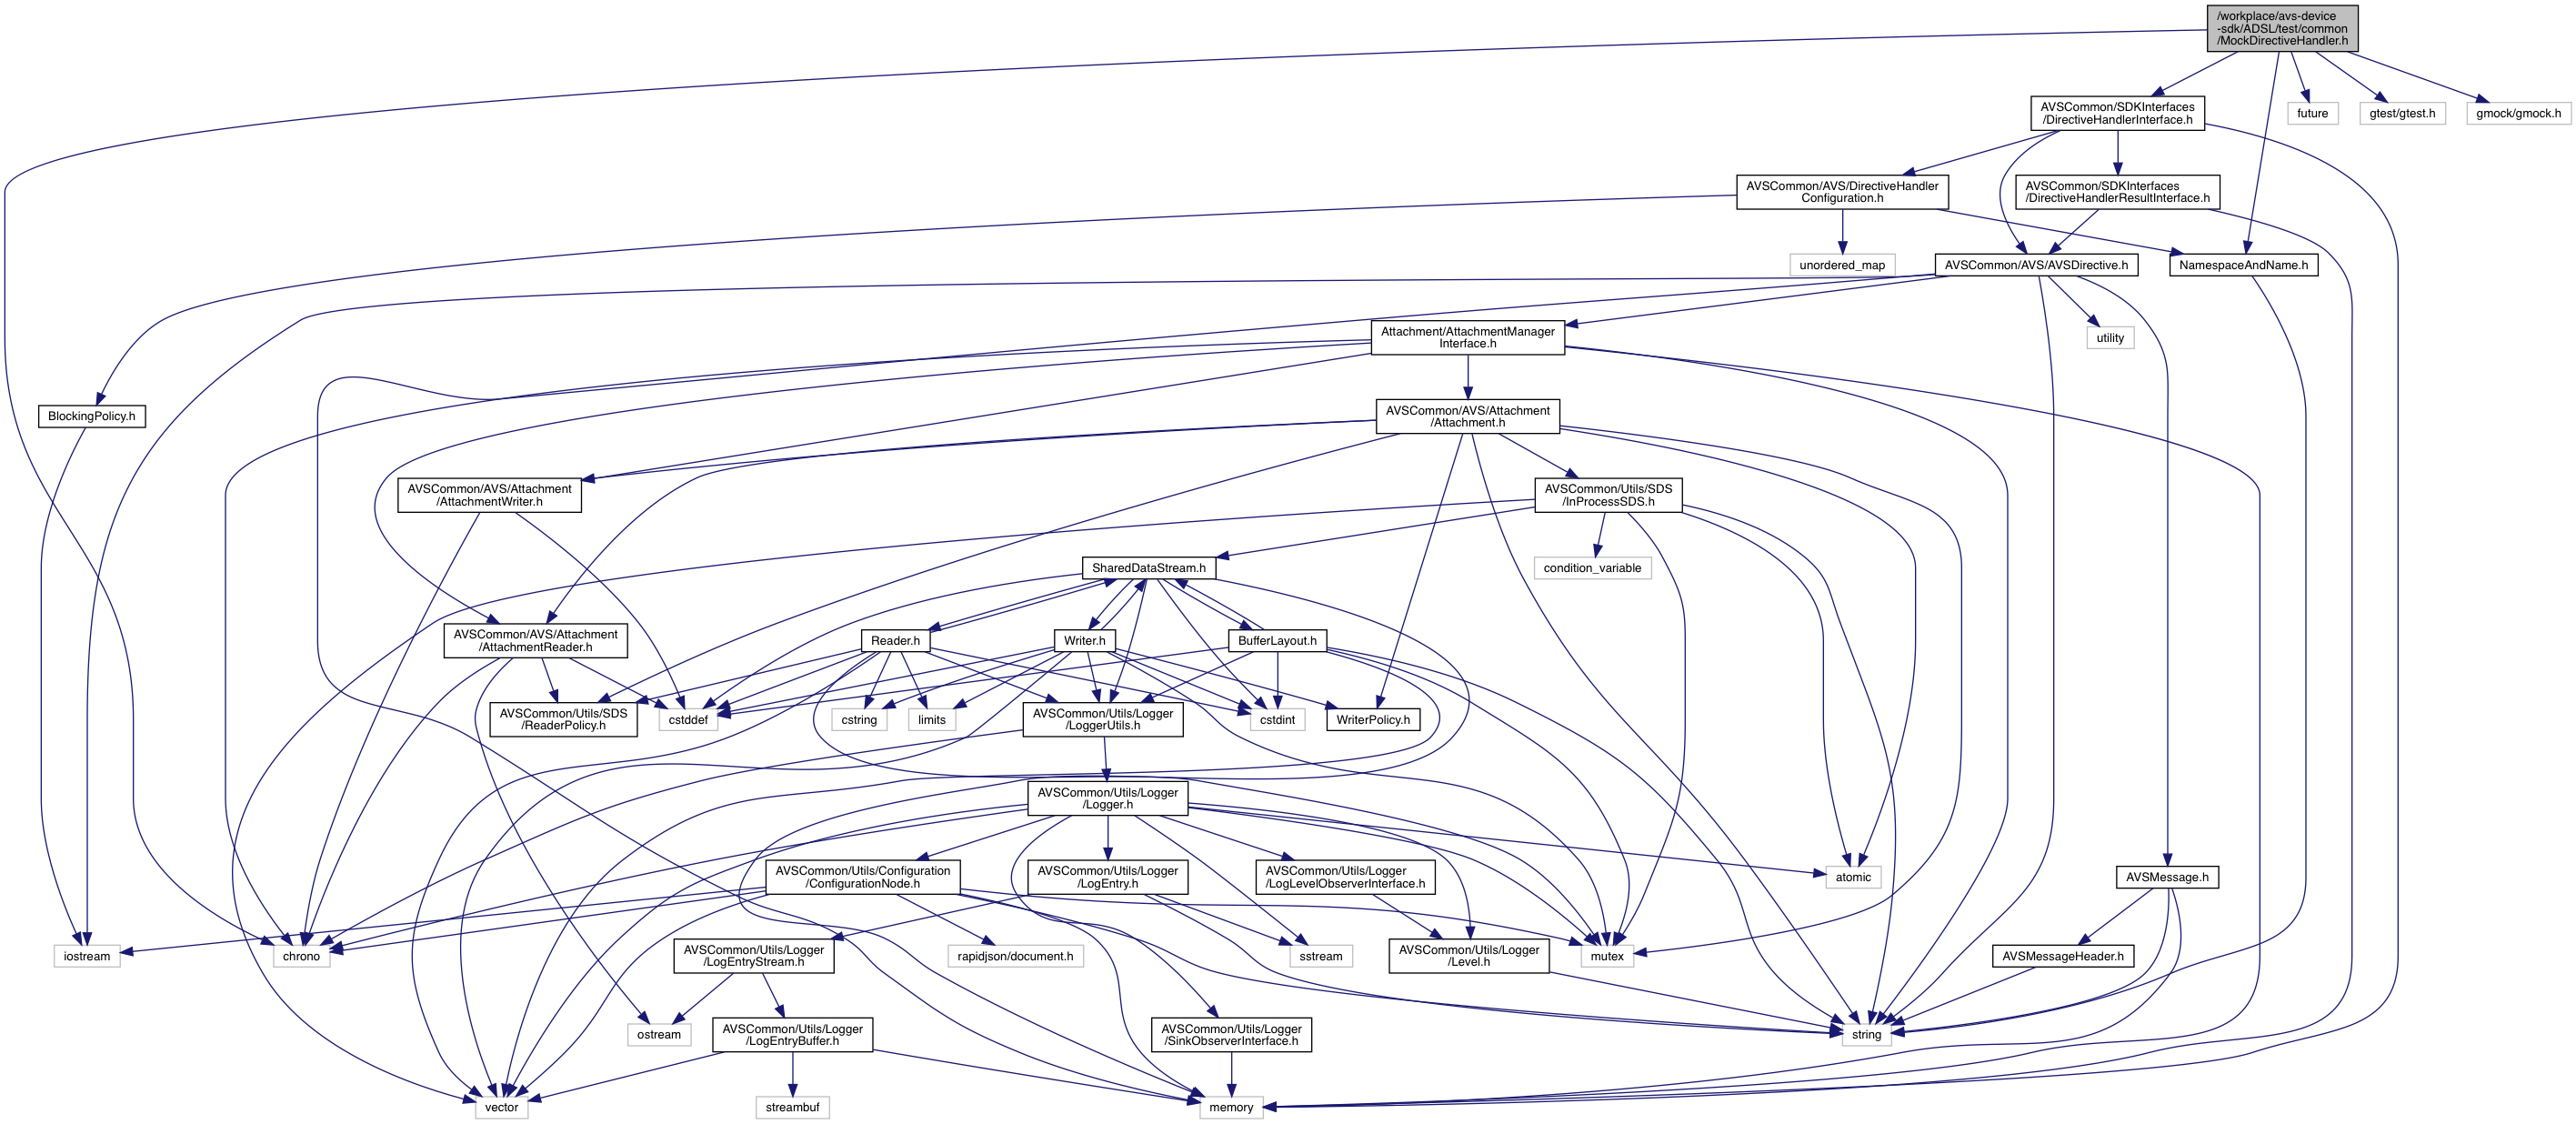 /workplace/avs-device
-sdk/ADSL/test/common
/MockDirectiveHandler.h
AVSCommon/SDKInterfaces
/DirectiveHandlerInterface.h
future
gtest/gtest.h
gmock/gmock.h
AVSCommon/AVS/DirectiveHandler
Configuration.h
AVSCommon/SDKInterfaces
/DirectiveHandlerResultInterface.h
unordered_map
AVSCommon/AVS/AVSDirective.h
NamespaceAndName.h
Attachment/AttachmentManager
Interface.h
utility
BlockingPolicy.h
AVSCommon/AVS/Attachment
/Attachment.h
AVSCommon/AVS/Attachment
/AttachmentWriter.h
AVSCommon/Utils/SDS
/InProcessSDS.h
SharedDataStream.h
condition_variable
AVSCommon/AVS/Attachment
/AttachmentReader.h
Reader.h
Writer.h
BufferLayout.h
AVSCommon/Utils/SDS
/ReaderPolicy.h
cstddef
cstring
limits
AVSCommon/Utils/Logger
/LoggerUtils.h
cstdint
WriterPolicy.h
AVSCommon/Utils/Logger
/Logger.h
AVSCommon/Utils/Configuration
/ConfigurationNode.h
AVSCommon/Utils/Logger
/LogEntry.h
AVSCommon/Utils/Logger
/LogLevelObserverInterface.h
atomic
AVSMessage.h
iostream
chrono
AVSCommon/Utils/Logger
/LogEntryStream.h
rapidjson/document.h
sstream
AVSCommon/Utils/Logger
/Level.h
mutex
AVSMessageHeader.h
ostream
AVSCommon/Utils/Logger
/LogEntryBuffer.h
AVSCommon/Utils/Logger
/SinkObserverInterface.h
string
vector
streambuf
memory